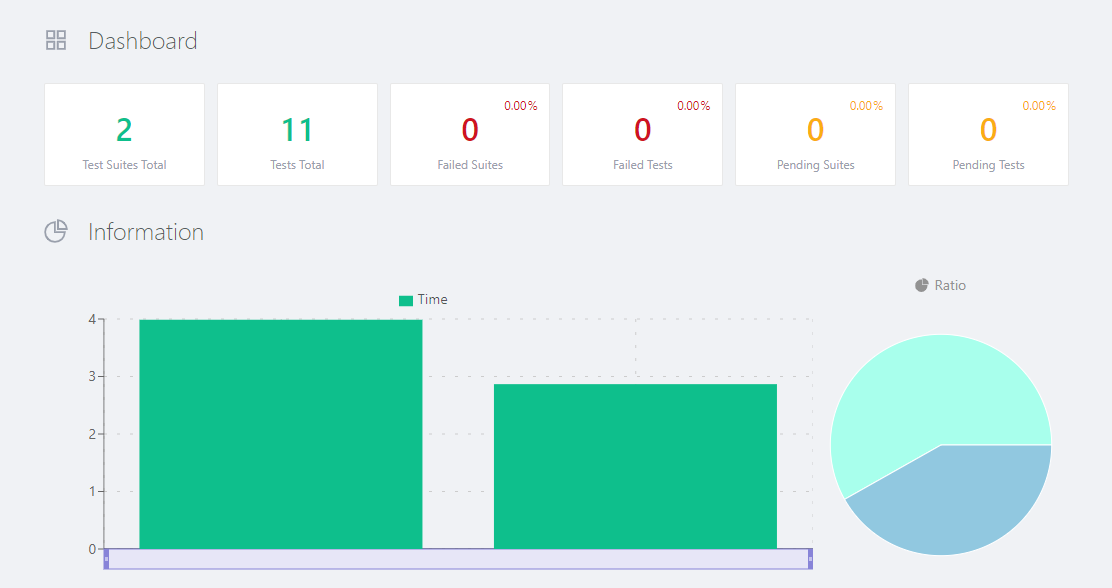 Dashboard
0.00% 0.00% 0.00% 0.00%
2 11 0 0 0 0
Test Suites Total Tests Total Failed Suites Failed Tests Pending Suites Pending Tests
Information
Ratio
Time
4
3
2
1
0